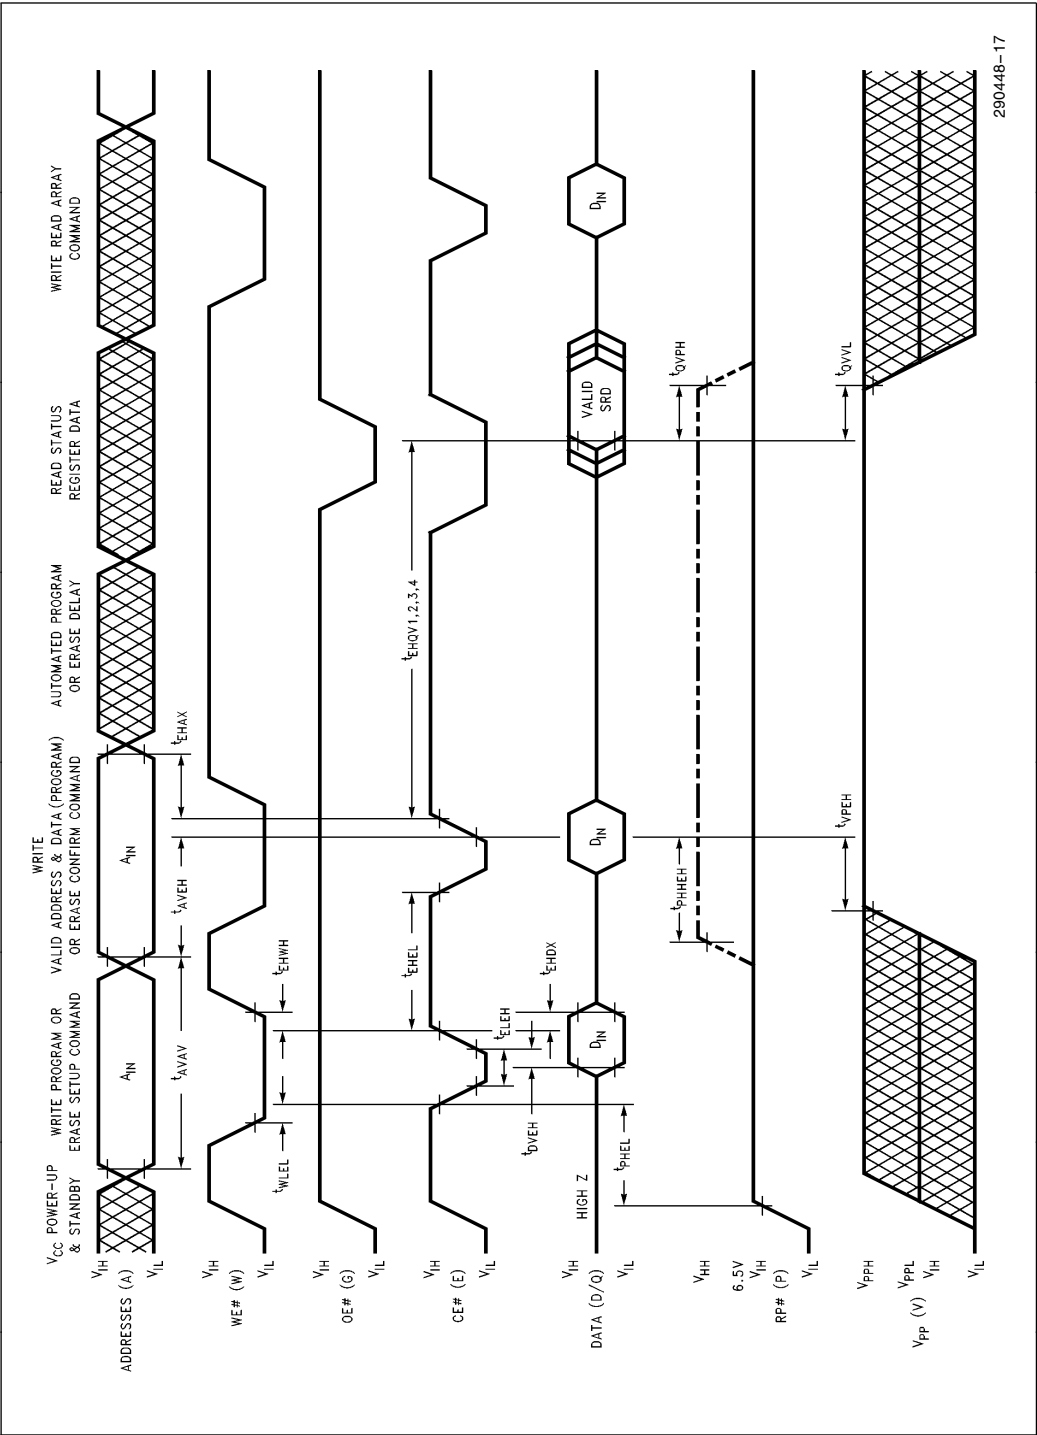 VCC POWER-UP
& STANDBY
WRITE PROGRAM OR
ERASE SETUP COMMAND
WRITE
VALID ADDRESS & DATA (PROGRAM)
OR ERASE CONFIRM COMMAND
AUTOMATED PROGRAM
OR ERASE DELAY
READ STATUS
REGISTER DATA
WRITE READ ARRAY
COMMAND
ADDRESSES (A)
VIH
VIL
AIN
AIN
tAVAV
tAVEH
tEHAX
WE# (W)
VIH
VIL
tWLEL
tEHWH
OE# (G)
VIH
VIL
tEHEL
tEHQV1,2,3,4
CE# (E)
VIH
VIL
tELEH
tDVEH
tEHDX
DATA (D/Q)
VIH
VIL
HIGH Z
DIN
DIN
VALID
SRD
DIN
tPHEL
tPHHEH
tQVPH
VHH
6.5V
VIH
RP# (P)
VIL
tVPEH
tQVVL
VPPH
VPPL
VPP (V)
VIH
VIL
290448-17